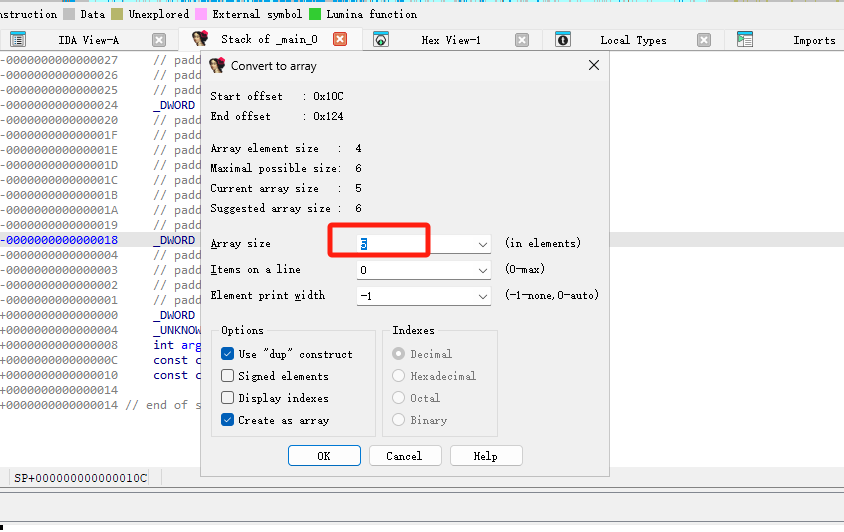 nstruction Data Unexplored External symbol Lumina function
IDA View-A Stack of _main_0 Hex View-1 Local Types Imports
-0000000000000027 // padd
-0000000000000026 // padd
-0000000000000025 // padd
-0000000000000024 _DWORD
-0000000000000020 // padd
-000000000000001F // padd
-000000000000001E // padd
-000000000000001D // padd
-000000000000001C // padd
-000000000000001B // padd
-000000000000001A // padd
-0000000000000019 // padd
-0000000000000018 _DWORD
-0000000000000004 // padd
-0000000000000003 // padd
-0000000000000002 // padd
-0000000000000001 // padd
+0000000000000000 _DWORD
+0000000000000004 _UNKNOW
+0000000000000008 int arg
+000000000000000C const c
+0000000000000010 const c
+0000000000000014
+0000000000000014 // end of s
SP+000000000000010C
Convert to array
Start offset : 0x10C
End offset : 0x124
Array element size : 4
Maximal possible size: 6
Current array size : 5
Suggested array size : 6
Array size 5 (in elements)
Items on a line 0 (0-max)
Element print width -1 (-1-none,0-auto)
Options
Use "dup" construct
Signed elements
Display indexes
Create as array
Indexes
Decimal
Hexadecimal
Octal
Binary
OK Cancel Help